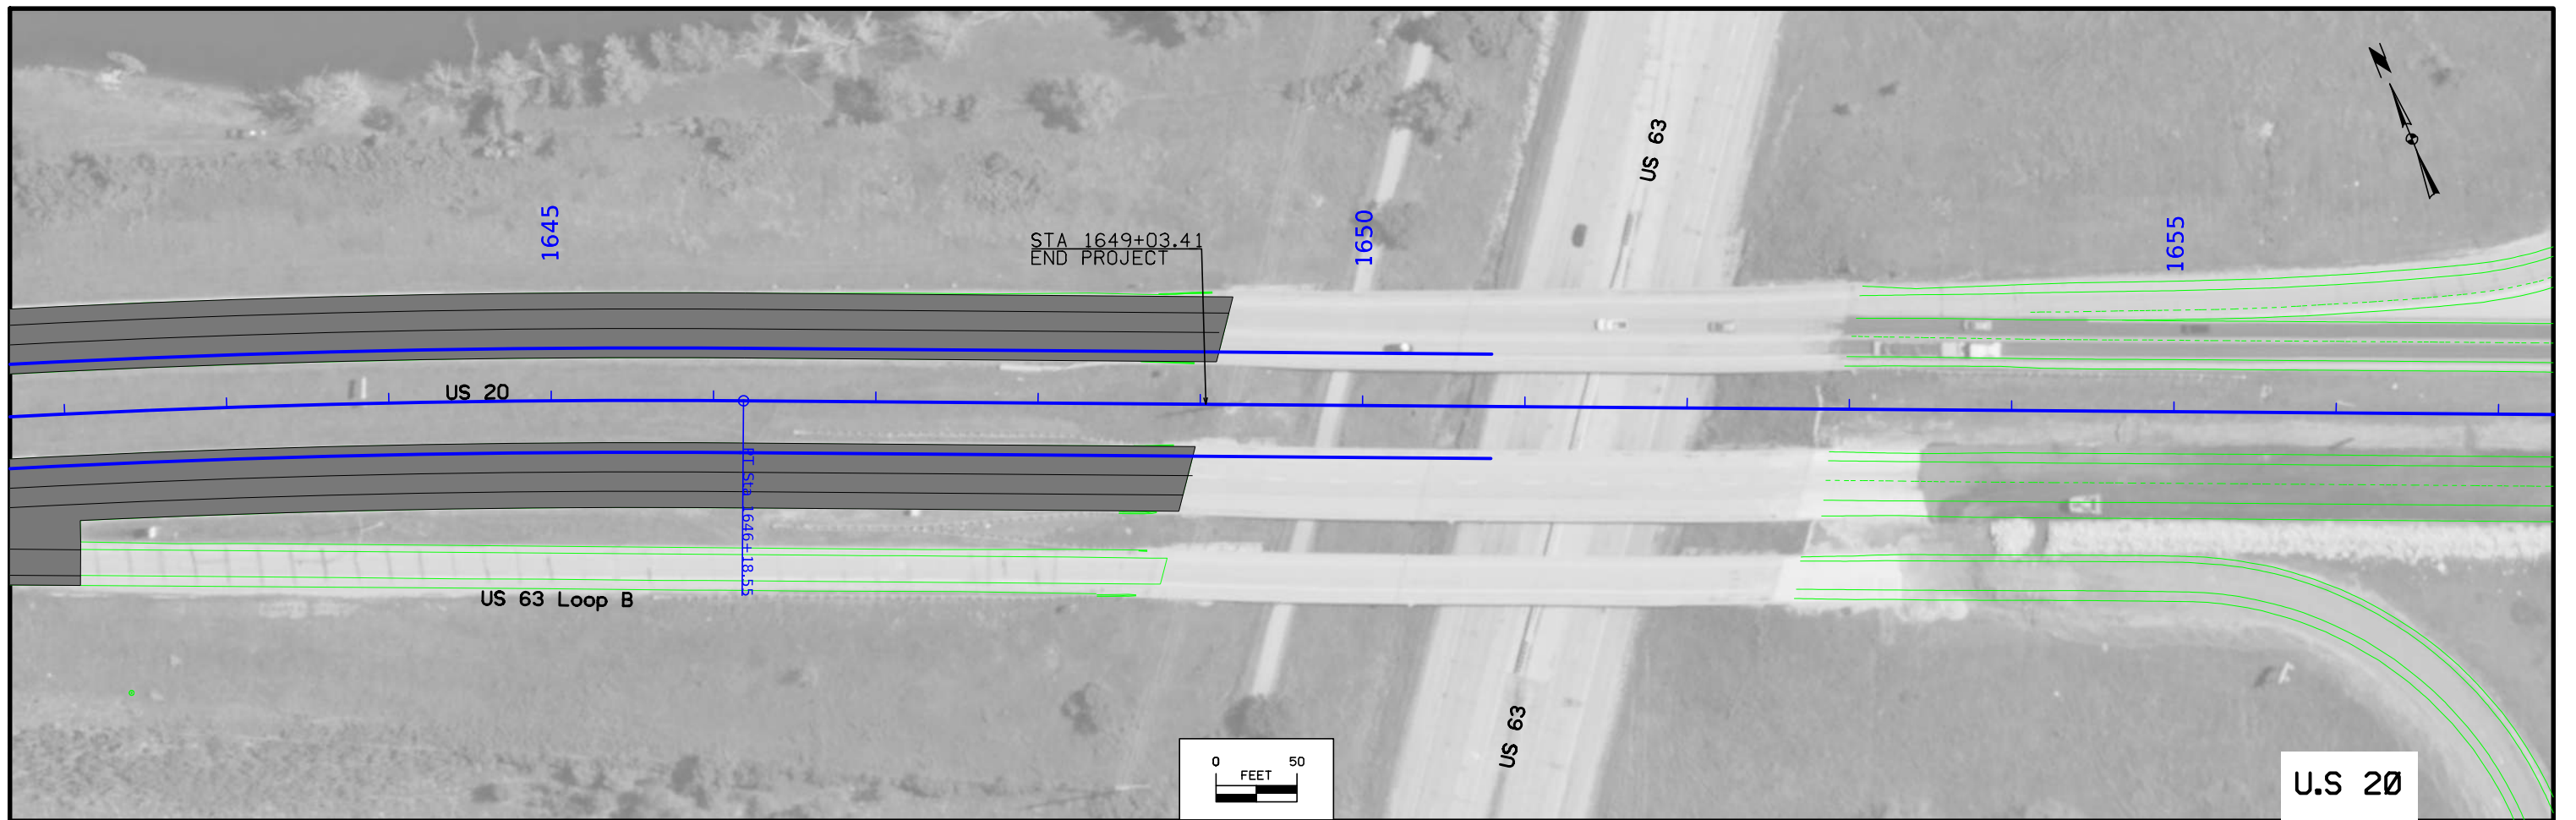 US 63
1645
1650
1655
STA 1649+03.41
END PROJECT
US 20
PT Sta 1646+18.55
US 63 Loop B
US 63
0 50
FEET
U.S 20
N